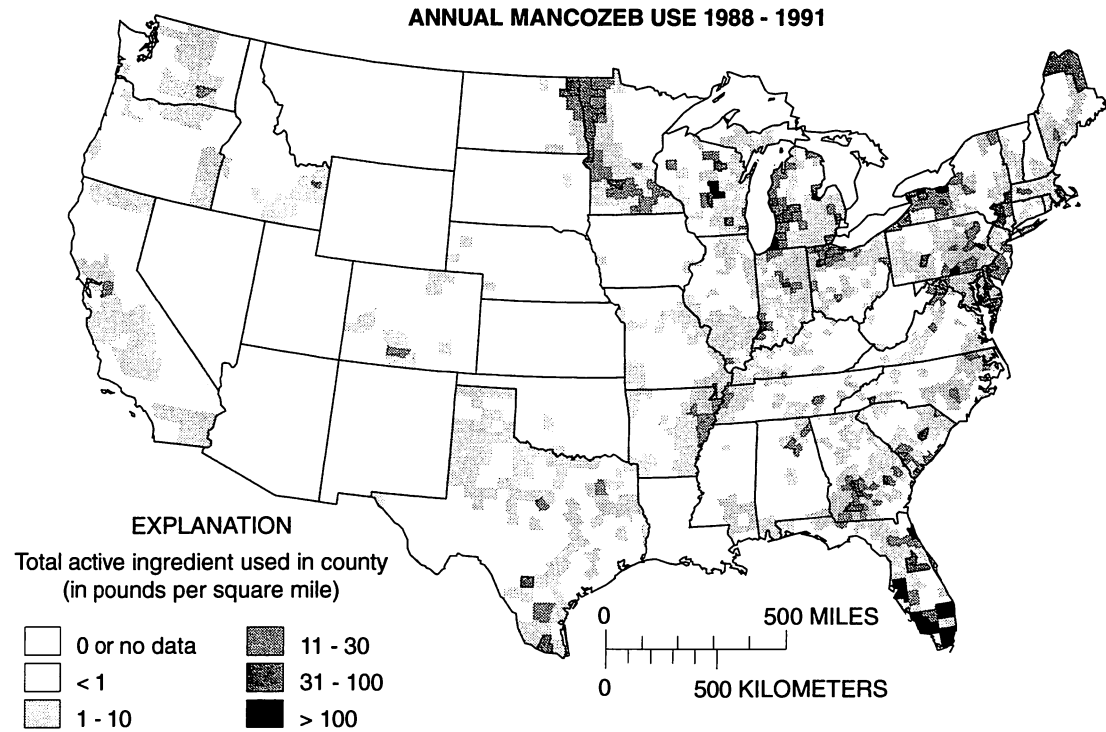 ANNUAL MANCOZEB USE 1988 - 1991
EXPLANATION
Total active ingredient used in county
(in pounds per square mile)
0 or no data
< 1
1 - 10
11 - 30
31 - 100
> 100
0 500 MILES
0 500 KILOMETERS